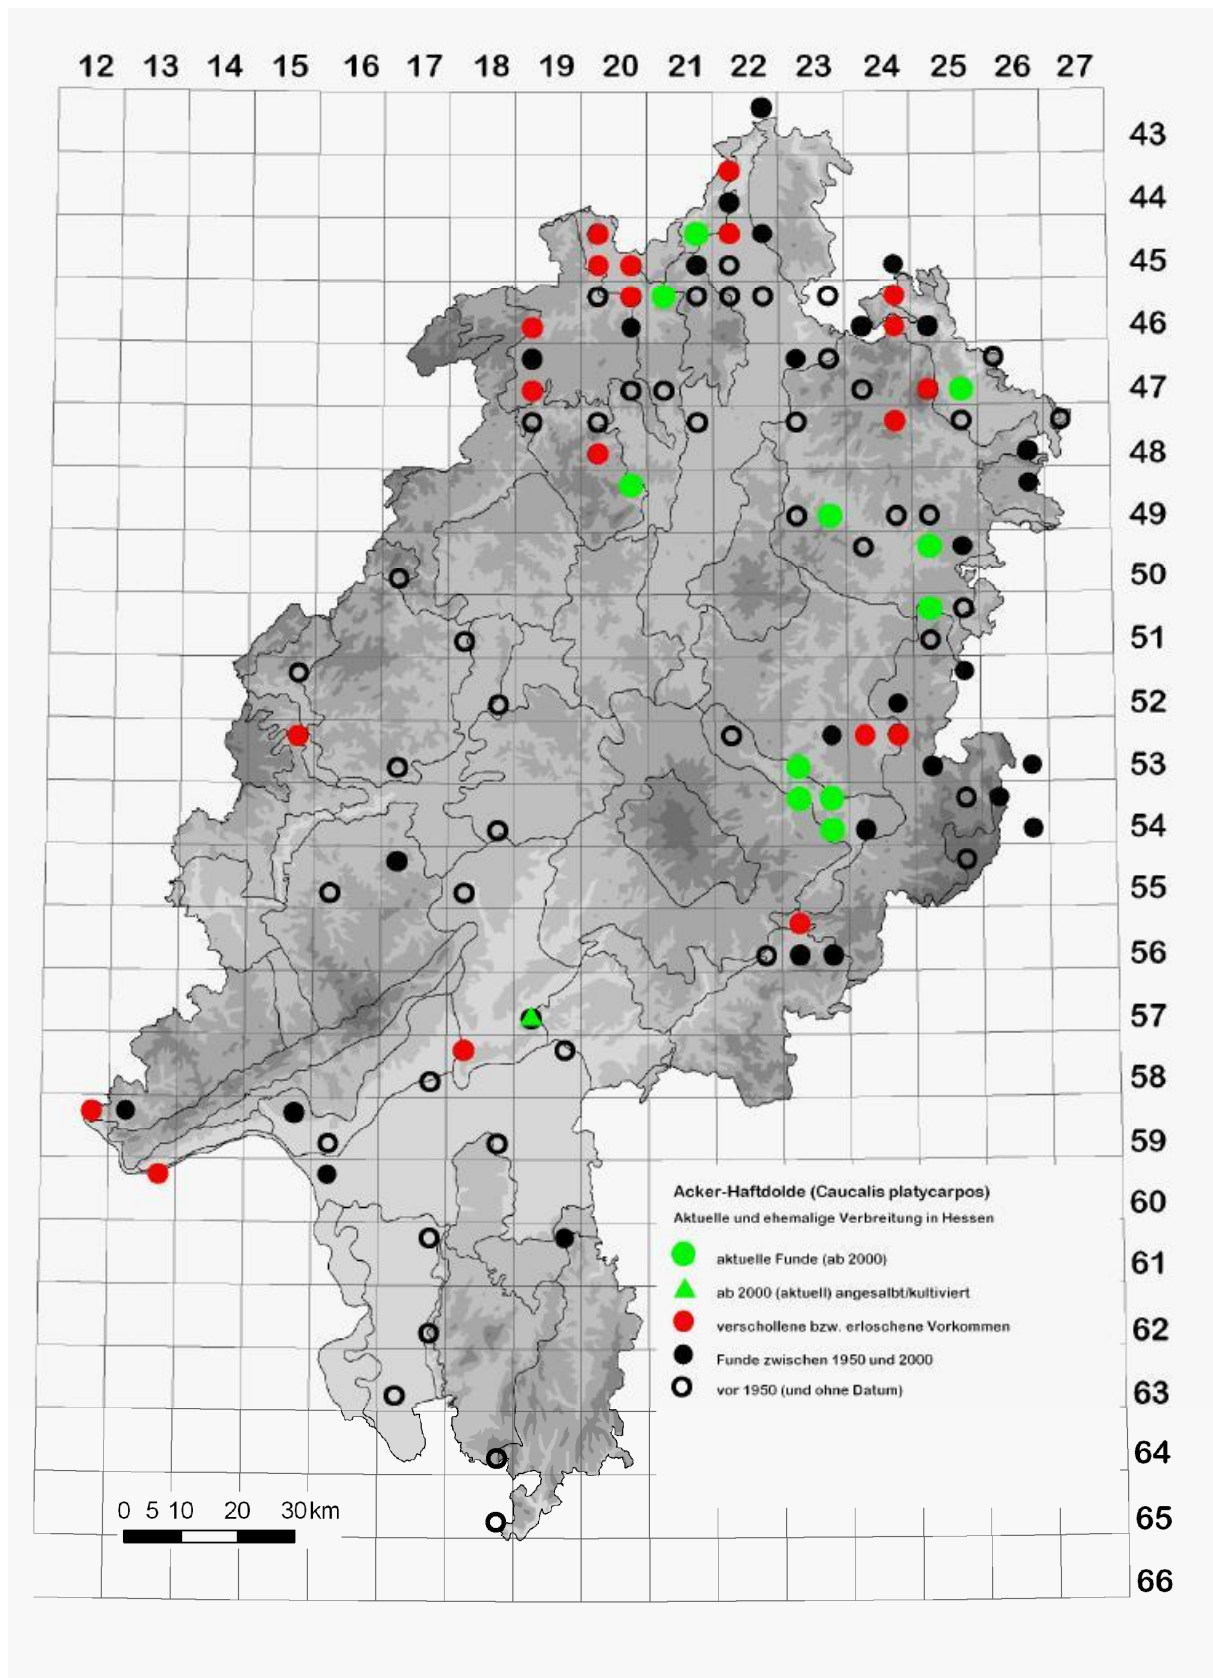 12 13 14 15 16 17 18 19 20 21 22 23 24 25 26 27
43
44
45
46
47
48
49
50
51
52
53
54
55
56
57
58
59
60
Acker-Haftdolde (Caucalis platycarpos)
Aktuelle und ehemalige Verbreitung in Hessen
aktuelle Funde (ab 2000)
61
ab 2000 (aktuell) angesalbt/kultiviert
verschollene bzw. erloschene Vorkommen
62
Funde zwischen 1950 und 2000
vor 1950 (und ohne Datum)
63
64
0 5 10 20 30 km
65
66